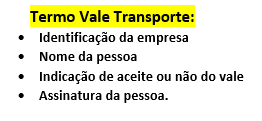 Termo Vale Transporte:
• Identificação da empresa
• Nome da pessoa
• Indicação de aceite ou não do vale
• Assinatura da pessoa.